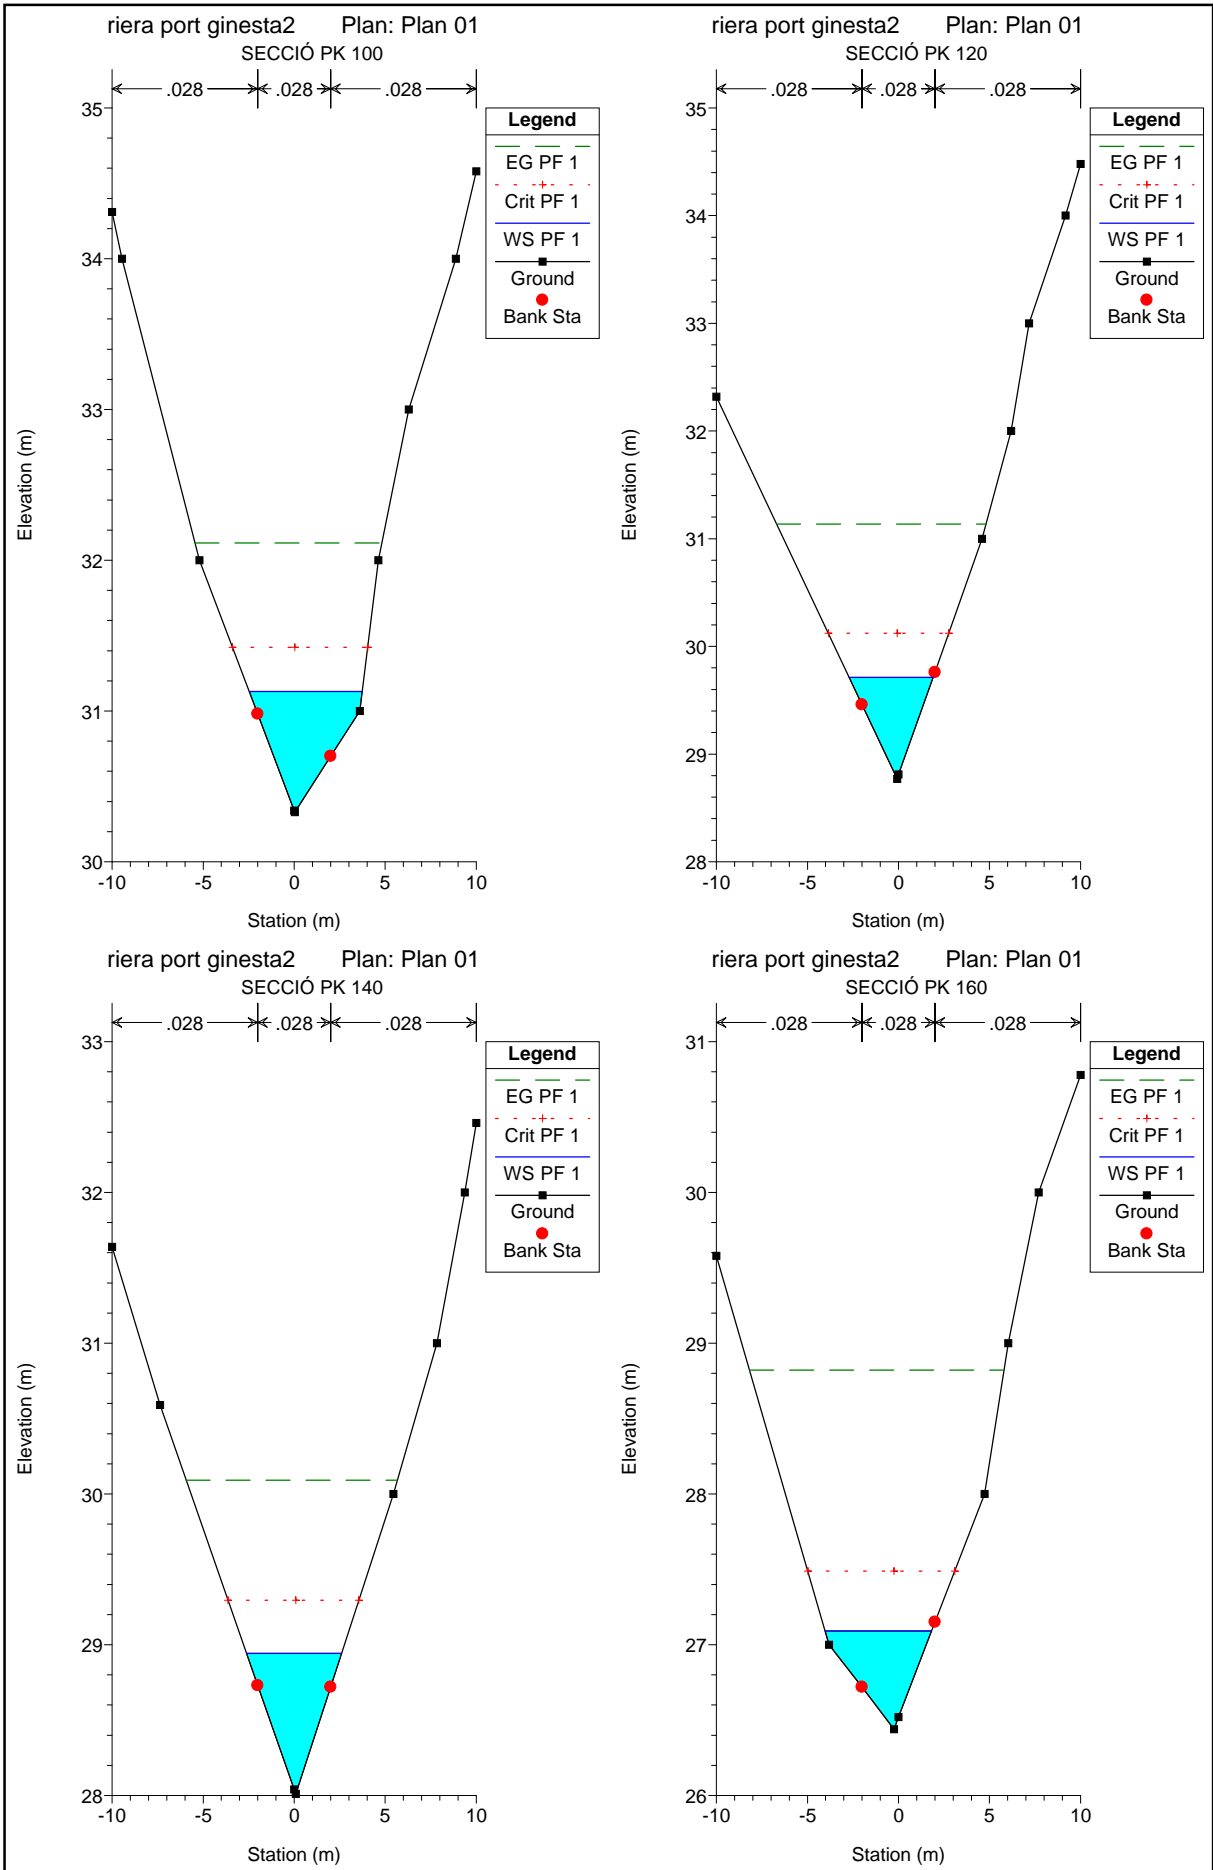 riera port ginesta2 Plan: Plan 01
SECCIÓ PK 100
.028 .028 .028
35
34
33
32
31
30
Elevation (m)
-10 -5 0 5 10
Station (m)
Legend
EG PF 1
Crit PF 1
WS PF 1
Ground
Bank Sta
riera port ginesta2 Plan: Plan 01
SECCIÓ PK 120
.028 .028 .028
35
34
33
32
31
30
29
28
Elevation (m)
-10 -5 0 5 10
Station (m)
Legend
EG PF 1
Crit PF 1
WS PF 1
Ground
Bank Sta
riera port ginesta2 Plan: Plan 01
SECCIÓ PK 140
.028 .028 .028
33
32
31
30
29
28
Elevation (m)
-10 -5 0 5 10
Station (m)
Legend
EG PF 1
Crit PF 1
WS PF 1
Ground
Bank Sta
riera port ginesta2 Plan: Plan 01
SECCIÓ PK 160
.028 .028 .028
31
30
29
28
27
26
Elevation (m)
-10 -5 0 5 10
Station (m)
Legend
EG PF 1
Crit PF 1
WS PF 1
Ground
Bank Sta